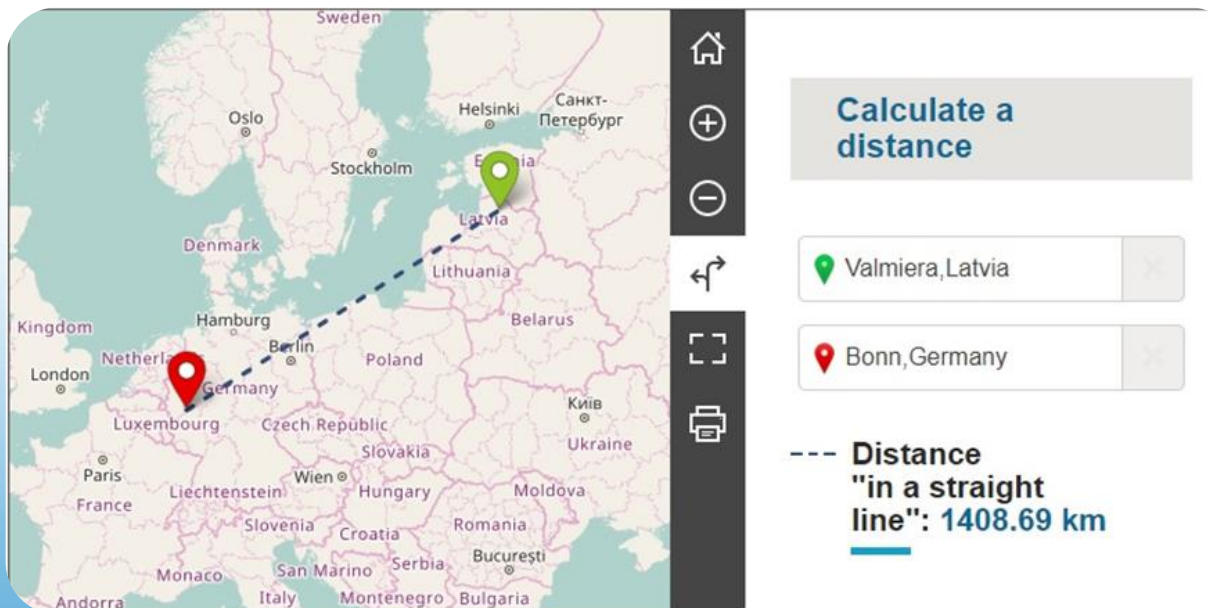 Sweden
Oslo
Helsinki
Санкт-
Петербург
Stockholm
Latvia
Denmark
Lithuania
Kingdom
Hamburg
Belarus
Berlin
Poland
London
Germany
Luxembourg
Czech Republic
Київ
Ukraine
Slovakia
Paris
Wien
Liechtenstein
Hungary
Moldova
France
Slovenia
Croatia
Romania
București
Monaco
San Marino
Serbia
Andorra
Italy
Montenegro
Bulgaria
Calculate a
distance
Valmiera,Latvia
Bonn,Germany
Distance
"in a straight
line": 1408.69 km